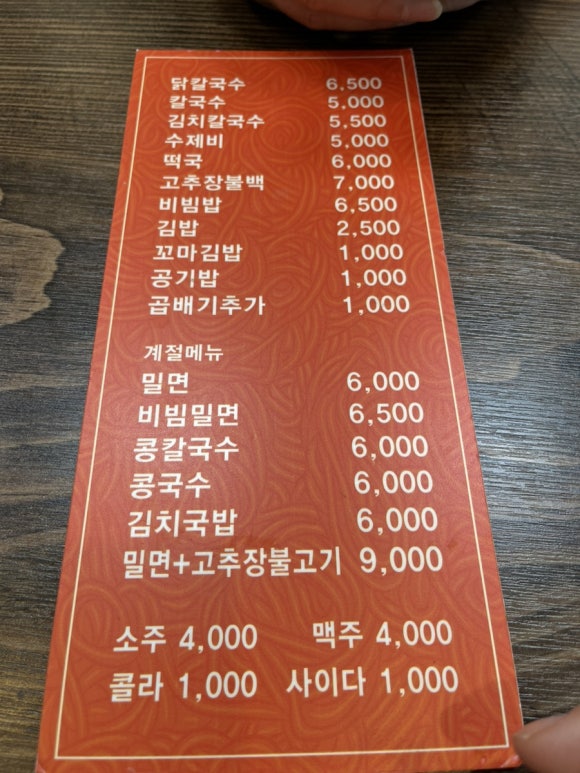 닭칼국수 6,500
칼국수 5,000
김치칼국수 5,500
수제비 5,000
떡국 6,000
고추장불백 7,000
비빔밥 6,500
김밥 2,500
꼬마김밥 1,000
공기밥 1,000
곱배기추가 1,000
계절메뉴
밀면 6,000
비빔밀면 6,500
콩칼국수 6,000
콩국수 6,000
김치국밥 6,000
밀면+고추장불고기 9,000
소주 4,000 맥주 4,000
콜라 1,000 사이다 1,000